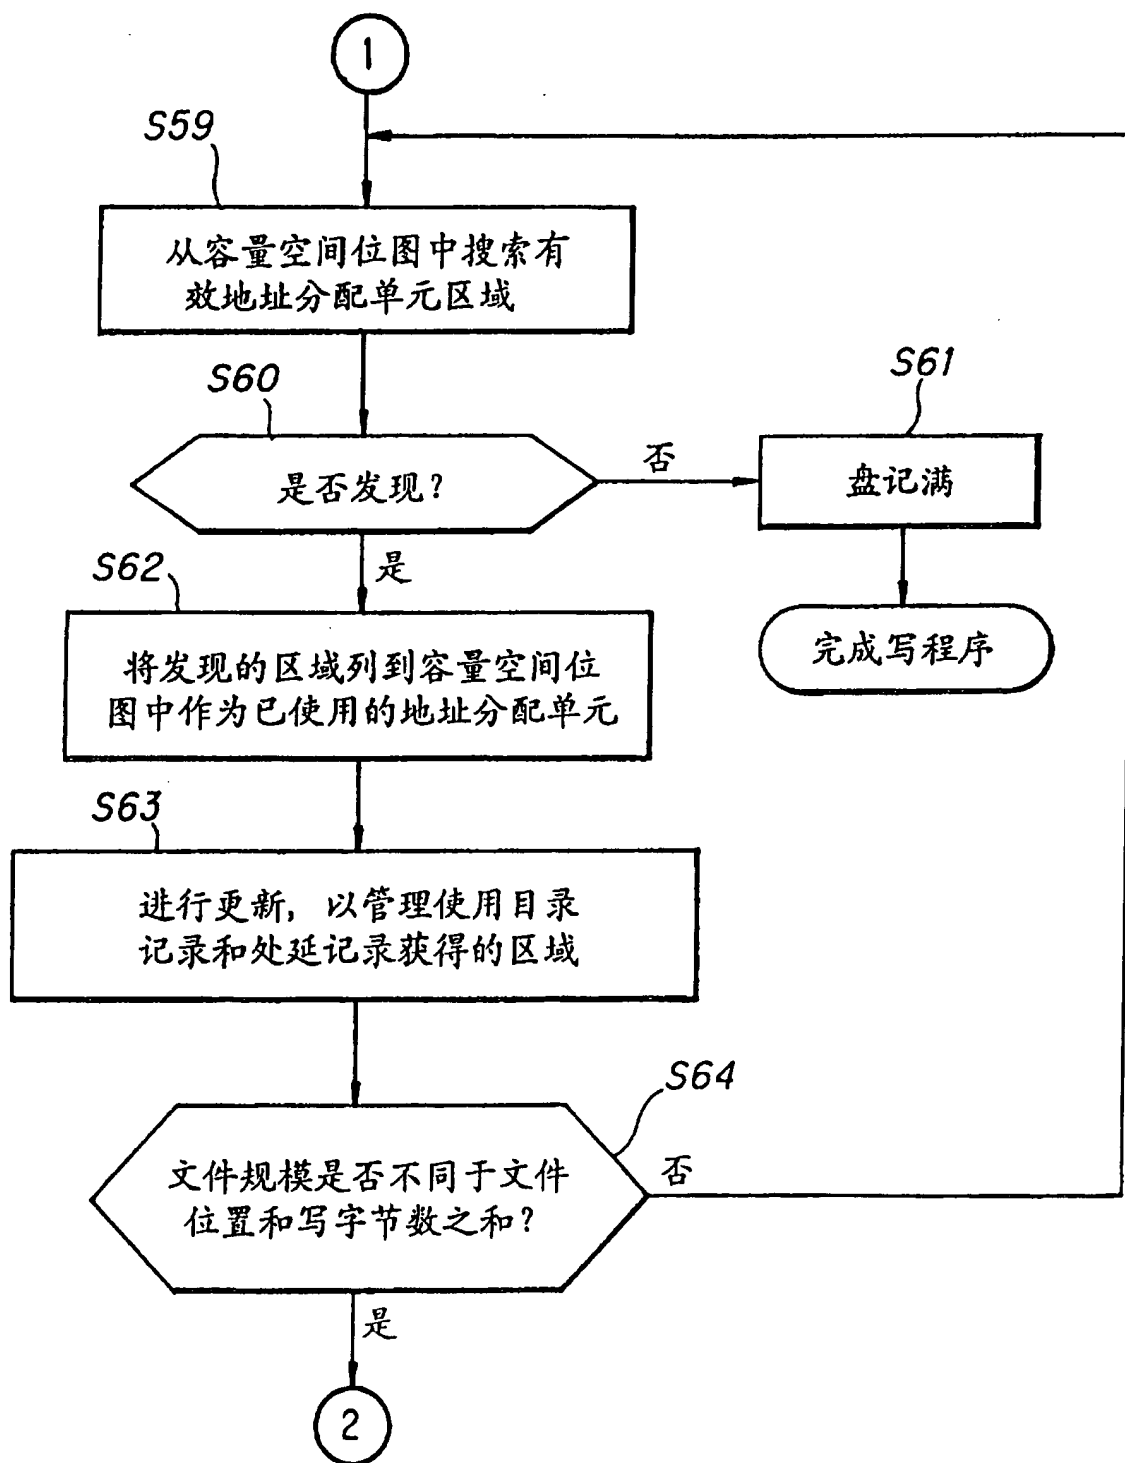 1
S59
从容量空间位图中搜索有
效地址分配单元区域
S60
是否发现?
否
S61
盘记满
完成写程序
是
S62
将发现的区域列到容量空间位
图中作为已使用的地址分配单元
S63
进行更新, 以管理使用目录
记录和处延记录获得的区域
S64
文件规模是否不同于文件
位置和写字节数之和?
否
是
2